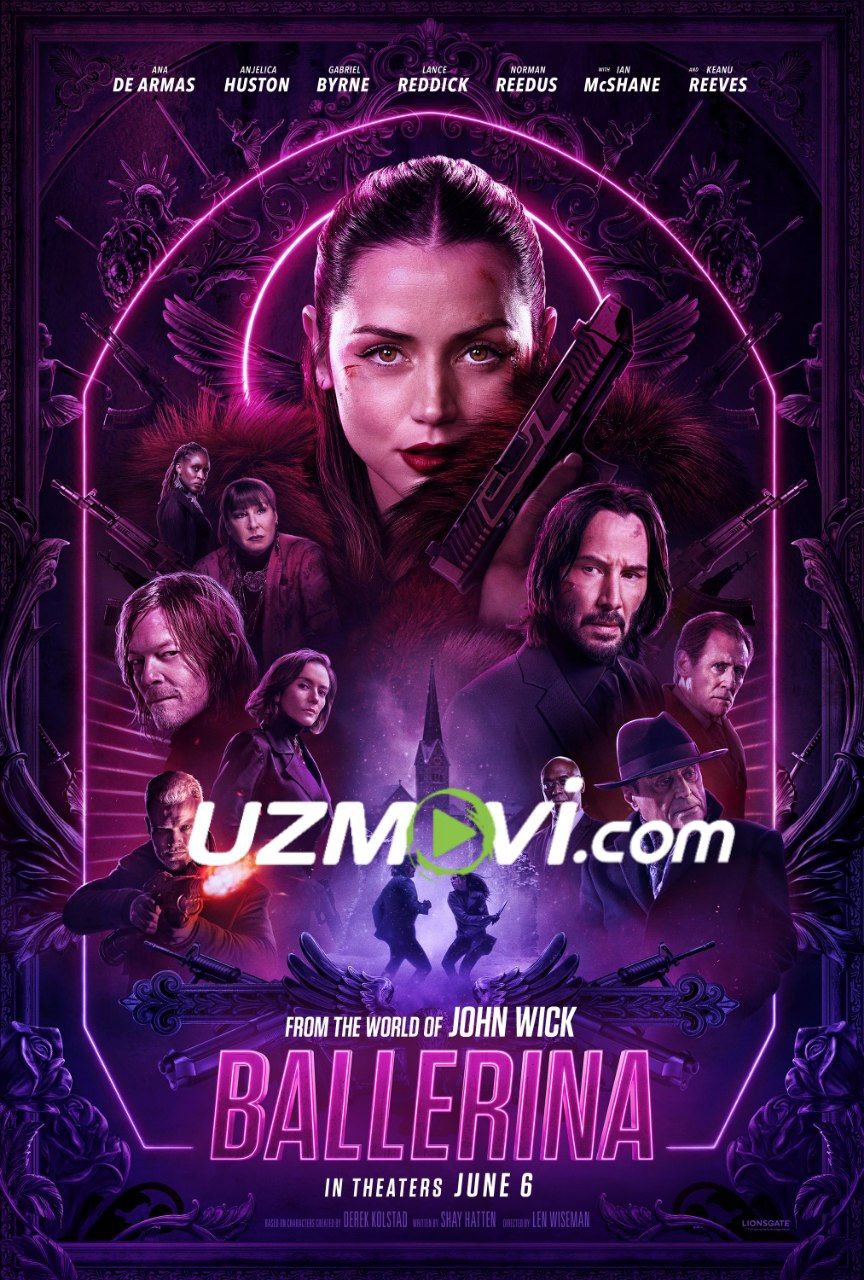 ANA DE ARMAS ANJELICA HUSTON GABRIEL BYRNE LANCE REDDICK NORMAN REEDUS WITH IAN McSHANE AND KEANU REEVES
UZMOVi.com
FROM THE WORLD OF JOHN WICK
BALLERINA
IN THEATERS JUNE 6
BASED ON CHARACTERS CREATED BY DEREK KOLSTAD WRITTEN BY SHAY HATTEN DIRECTED BY LEN WISEMAN
LIONSGATE